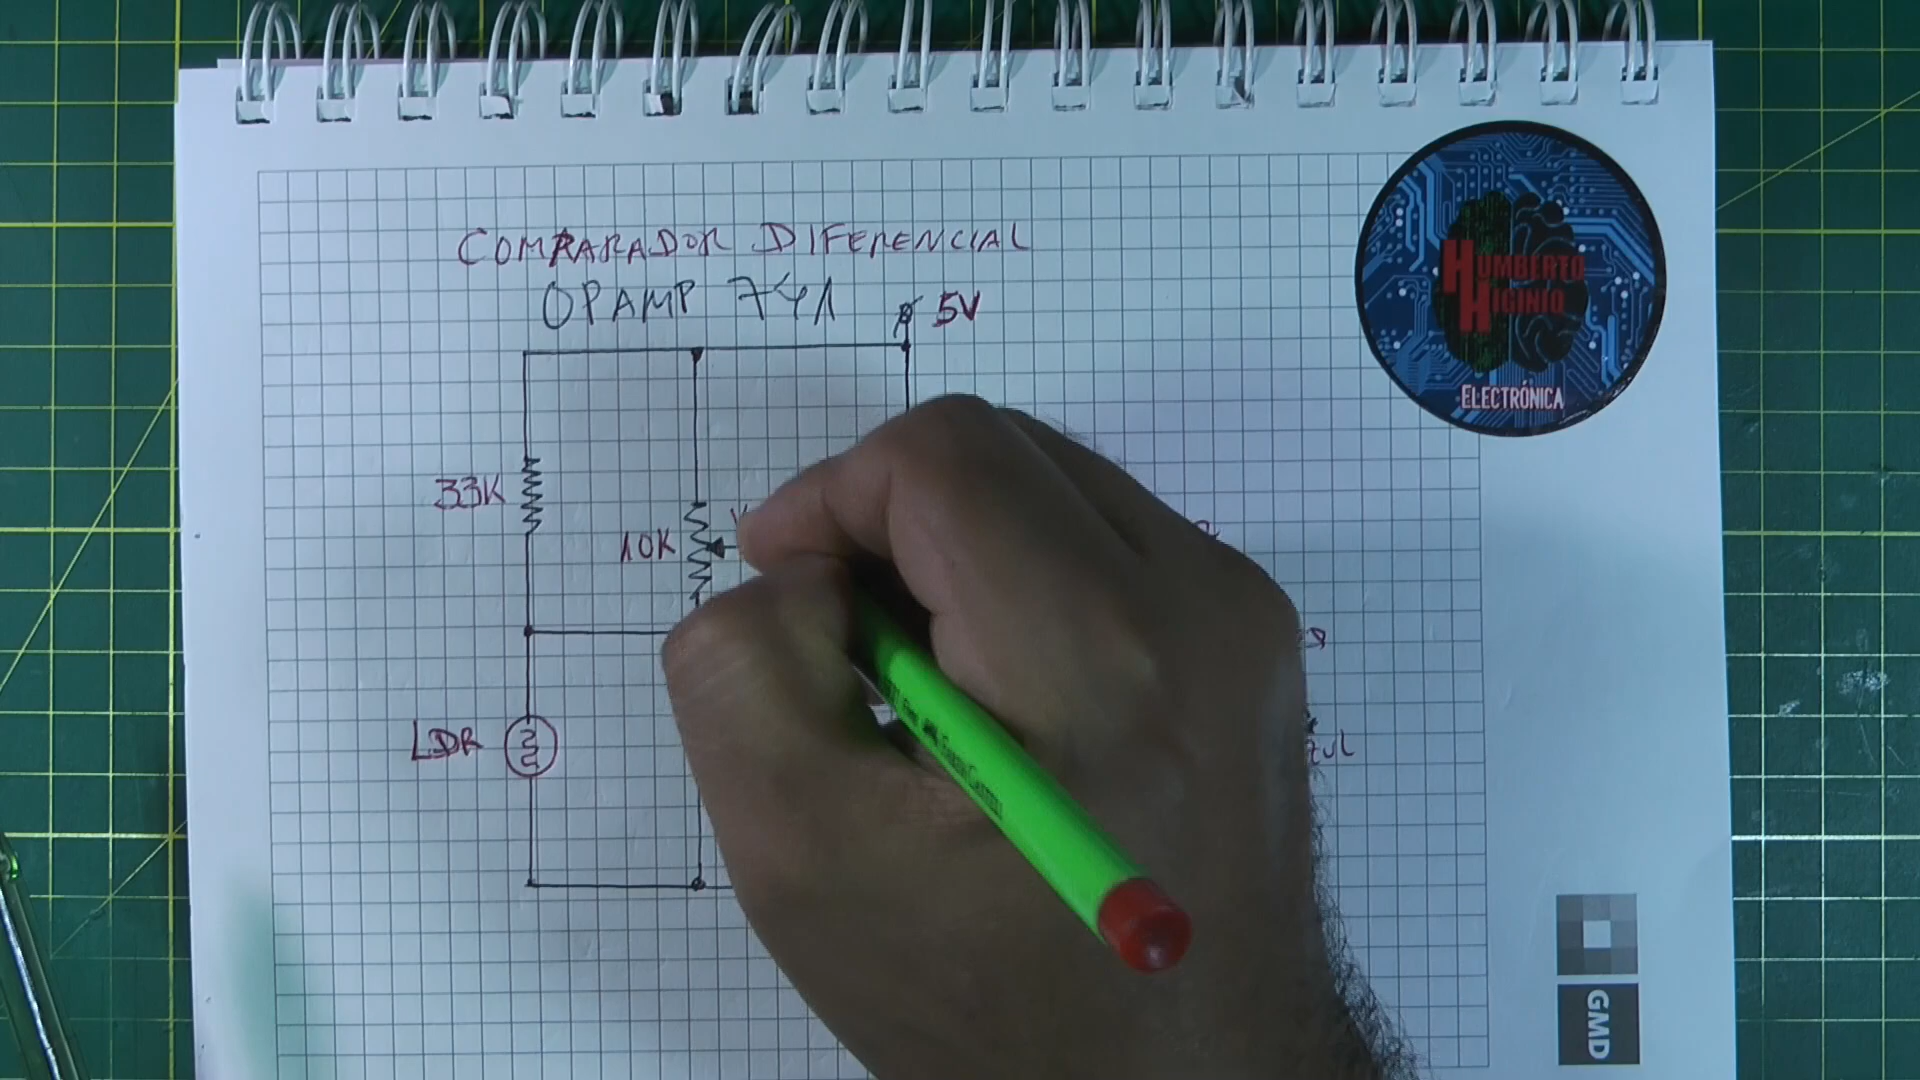 COMPARADOR DIFERENCIAL
OPAMP 741
5V
33K
10K
LDR
HUMBERTO
HIGINIO
ELECTRÓNICA
GMD